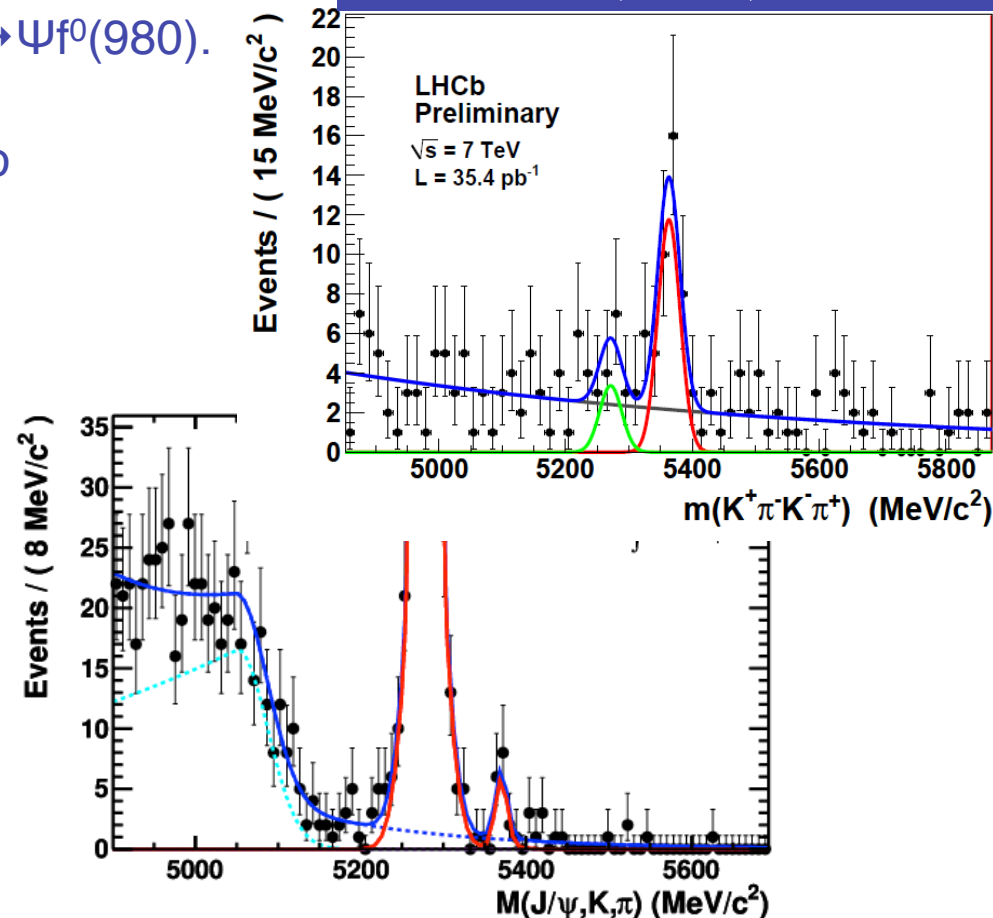 →Ψf⁰(980).
Events / ( 15 MeV/c² )
22
20
18
16
14
12
10
8
6
4
2
0
LHCb
Preliminary
√s = 7 TeV
L = 35.4 pb⁻¹
5000 5200 5400 5600 5800
m(K⁺π⁻K⁻π⁺) (MeV/c²)
Events / ( 8 MeV/c² )
35
30
25
20
15
10
5
0
5000 5200 5400 5600
M(J/ψ,K,π) (MeV/c²)